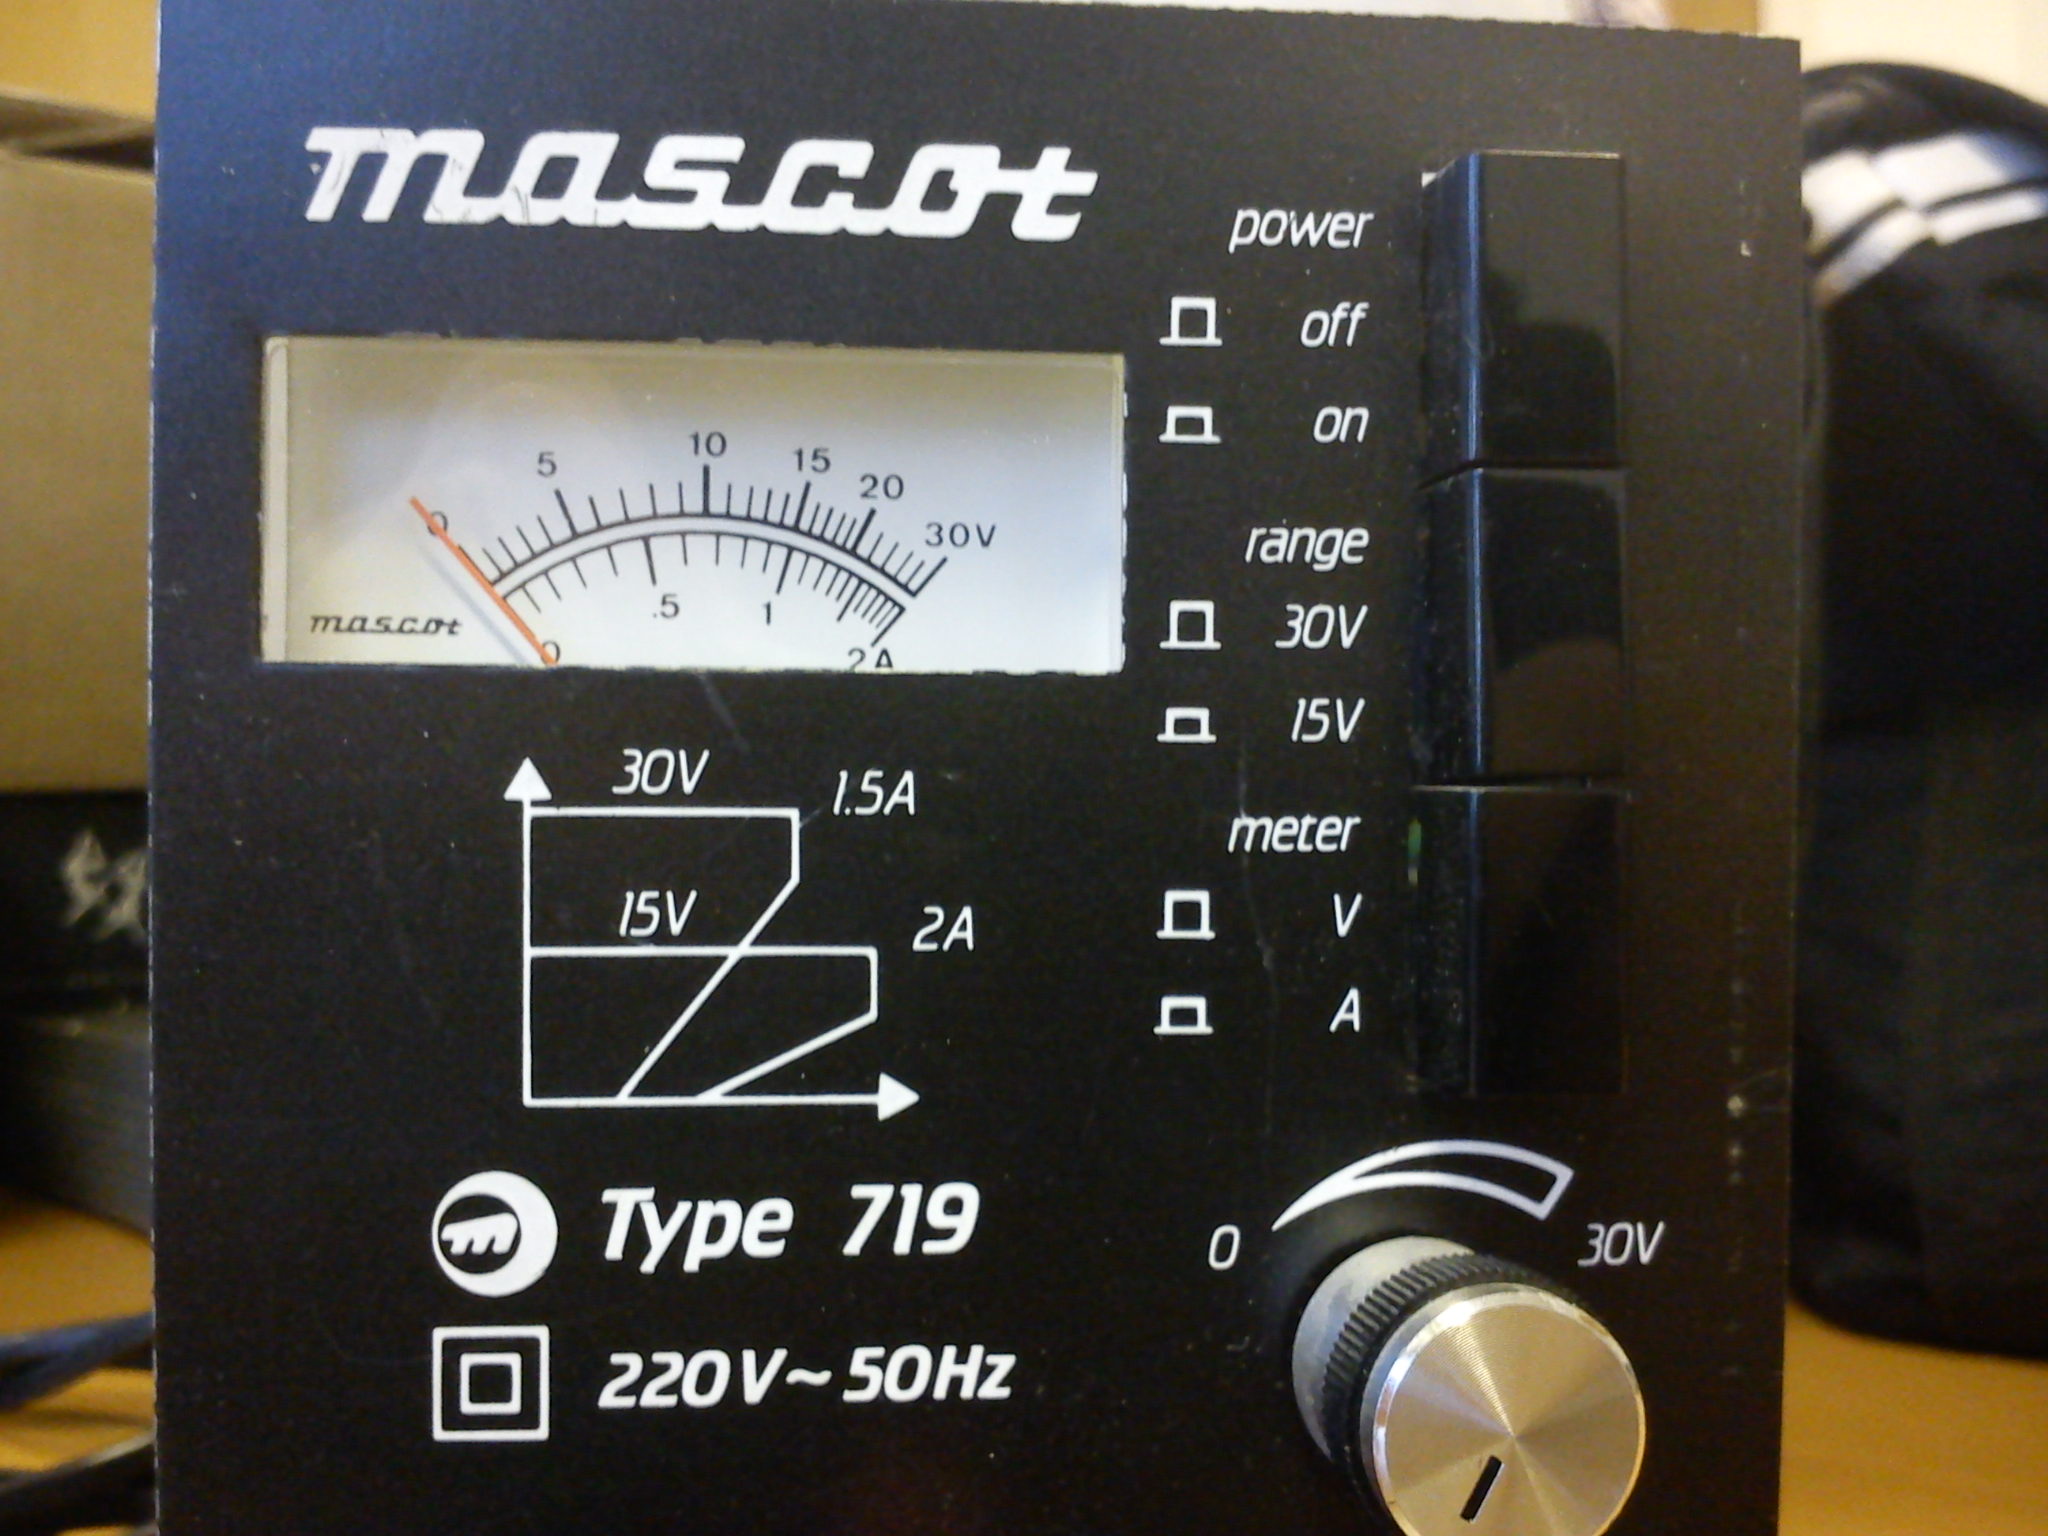 mascot
power
off
on
0 5 10 15 20 30V
0 .5 1 2A
mascot
range
30V
15V
30V 1.5A
15V 2A
meter
V
A
m Type 719
0 30V
220V~50Hz